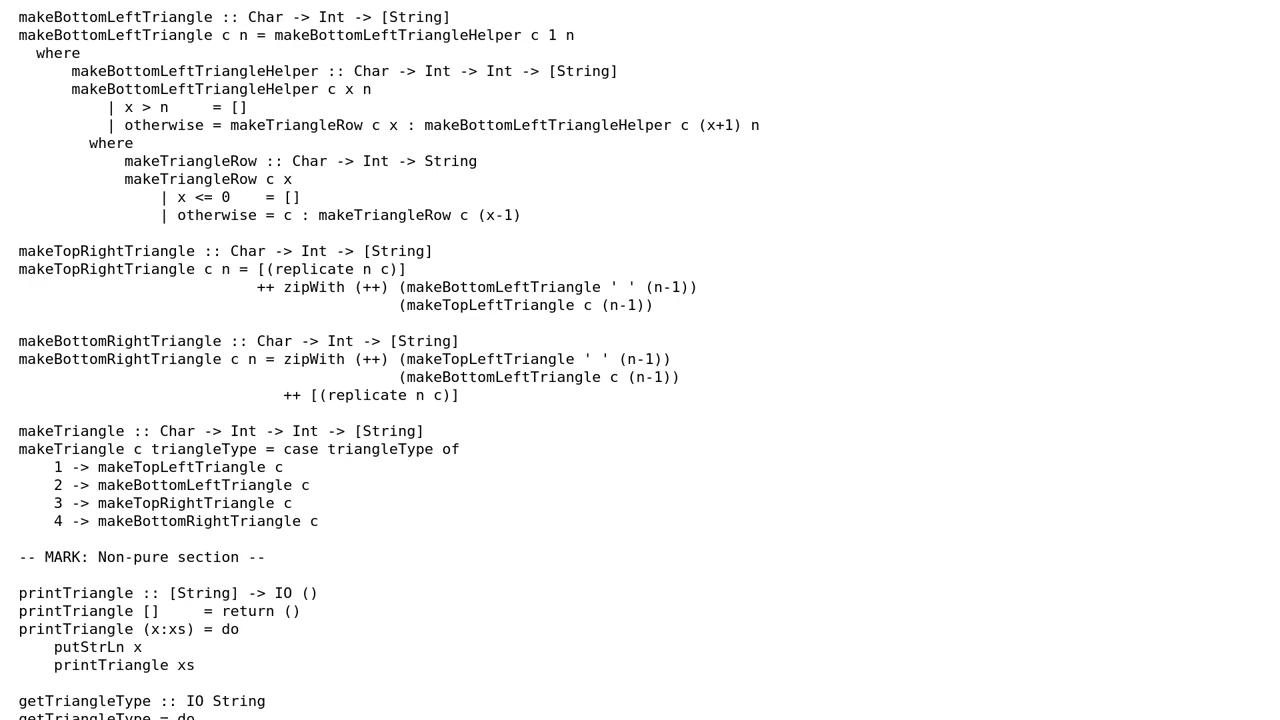 makeBottomLeftTriangle :: Char -> Int -> [String]
makeBottomLeftTriangle c n = makeBottomLeftTriangleHelper c 1 n
  where
      makeBottomLeftTriangleHelper :: Char -> Int -> Int -> [String]
      makeBottomLeftTriangleHelper c x n
          | x > n     = []
          | otherwise = makeTriangleRow c x : makeBottomLeftTriangleHelper c (x+1) n
        where
            makeTriangleRow :: Char -> Int -> String
            makeTriangleRow c x
                | x <= 0    = []
                | otherwise = c : makeTriangleRow c (x-1)

makeTopRightTriangle :: Char -> Int -> [String]
makeTopRightTriangle c n = [(replicate n c)]
                           ++ zipWith (++) (makeBottomLeftTriangle ' ' (n-1))
                                           (makeTopLeftTriangle c (n-1))

makeBottomRightTriangle :: Char -> Int -> [String]
makeBottomRightTriangle c n = zipWith (++) (makeTopLeftTriangle ' ' (n-1))
                                           (makeBottomLeftTriangle c (n-1))
                              ++ [(replicate n c)]

makeTriangle :: Char -> Int -> Int -> [String]
makeTriangle c triangleType = case triangleType of
    1 -> makeTopLeftTriangle c
    2 -> makeBottomLeftTriangle c
    3 -> makeTopRightTriangle c
    4 -> makeBottomRightTriangle c

-- MARK: Non-pure section --

printTriangle :: [String] -> IO ()
printTriangle []     = return ()
printTriangle (x:xs) = do
    putStrLn x
    printTriangle xs

getTriangleType :: IO String
getTriangleType = do